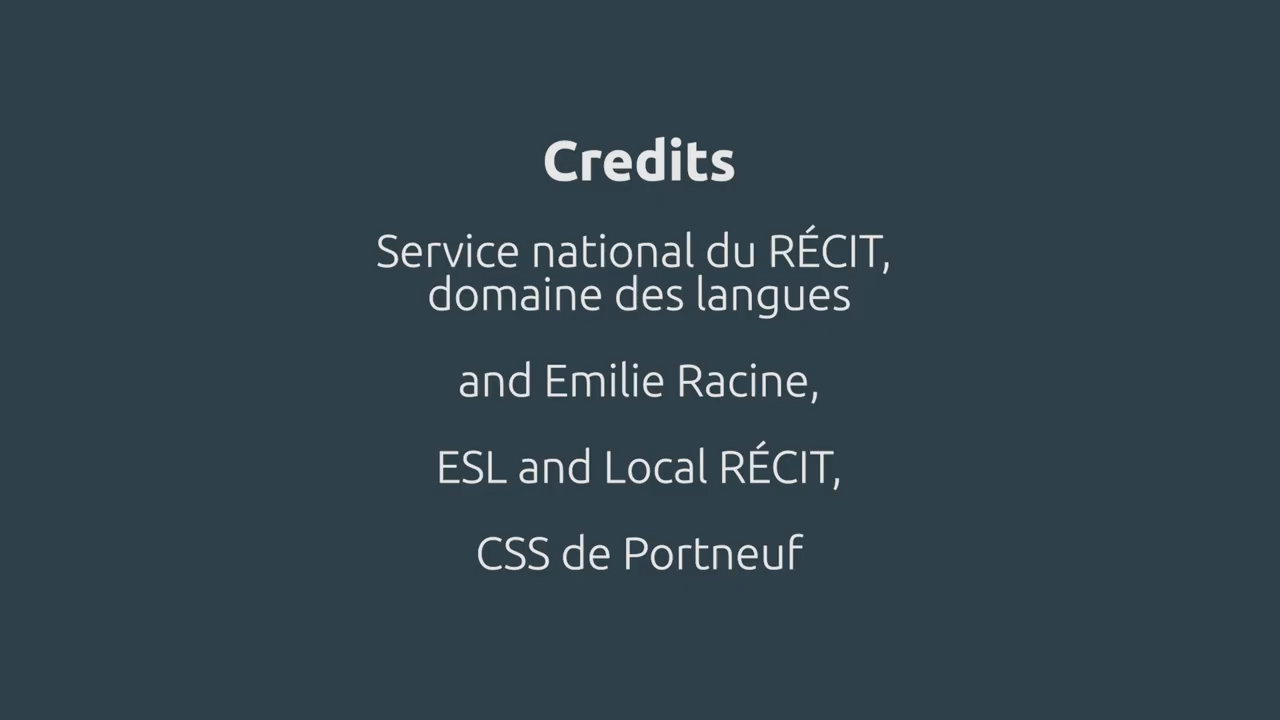 Credits
Service national du RÉCIT,
domaine des langues
and Emilie Racine,
ESL and Local RÉCIT,
CSS de Portneuf